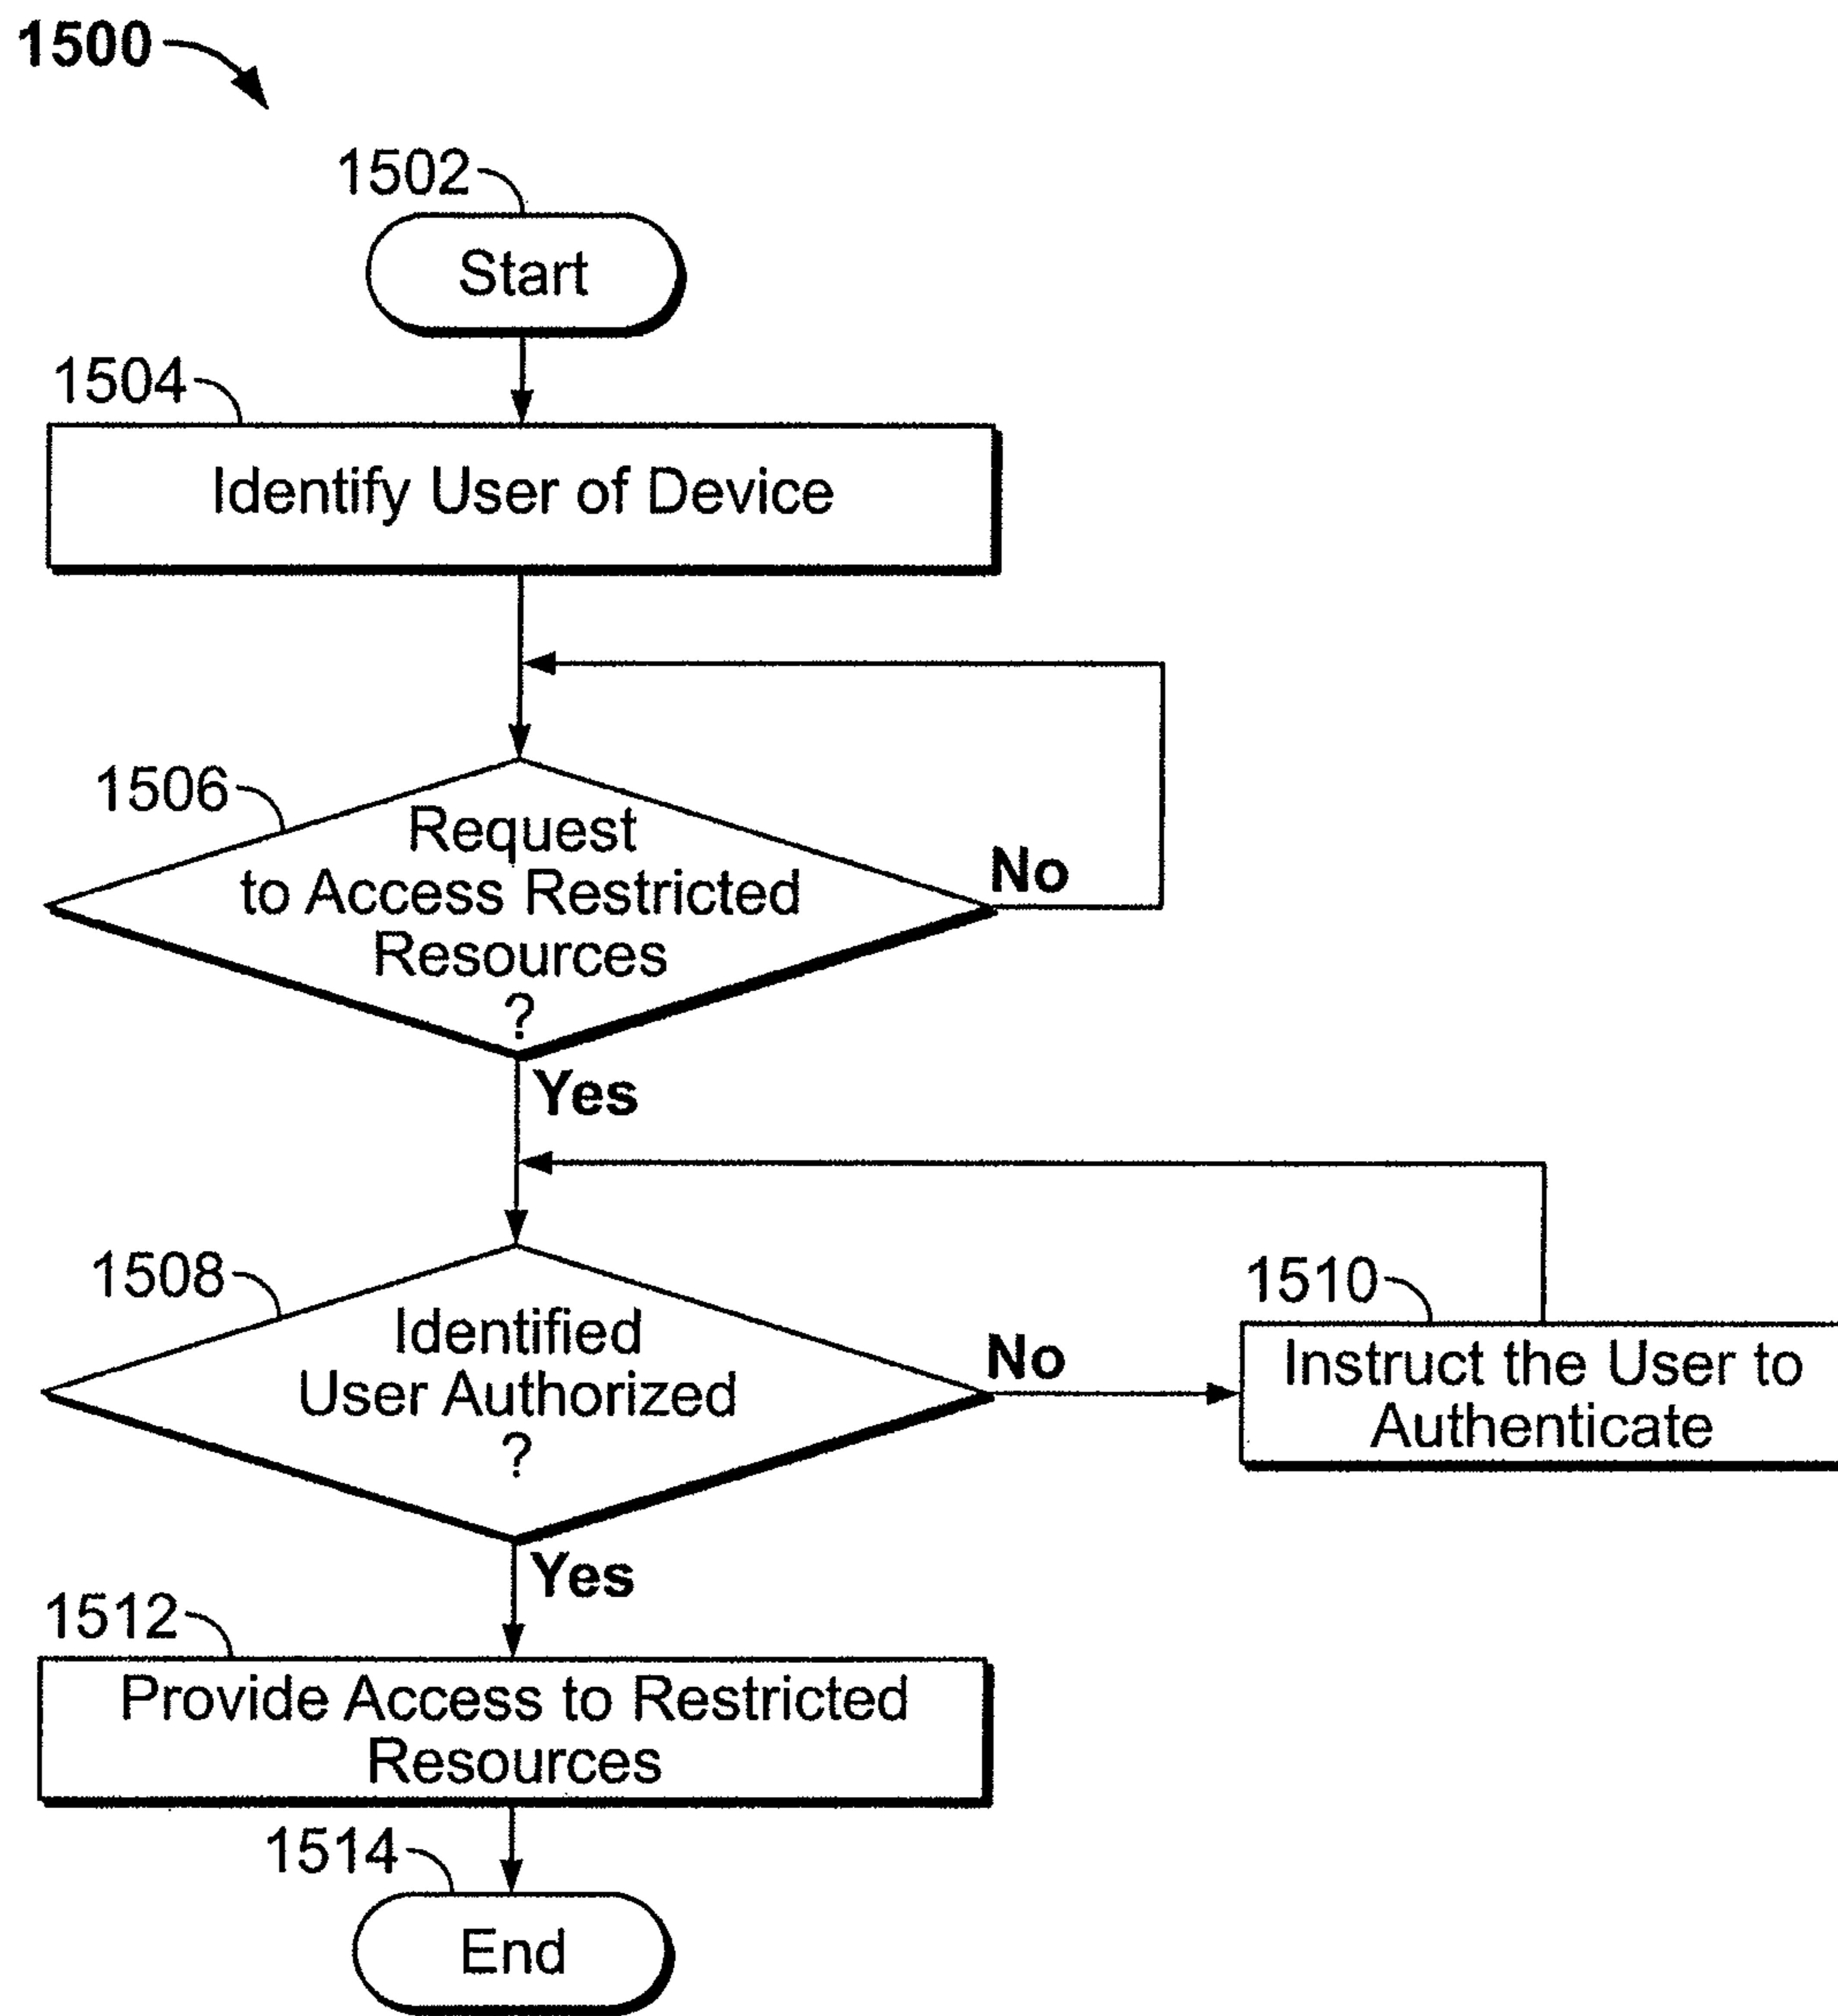 1500
1502
Start
1504
Identify User of Device
1506
Request
to Access Restricted
Resources
?
No
Yes
1508
Identified
User Authorized
?
No
1510
Instruct the User to
Authenticate
Yes
1512
Provide Access to Restricted
Resources
1514
End